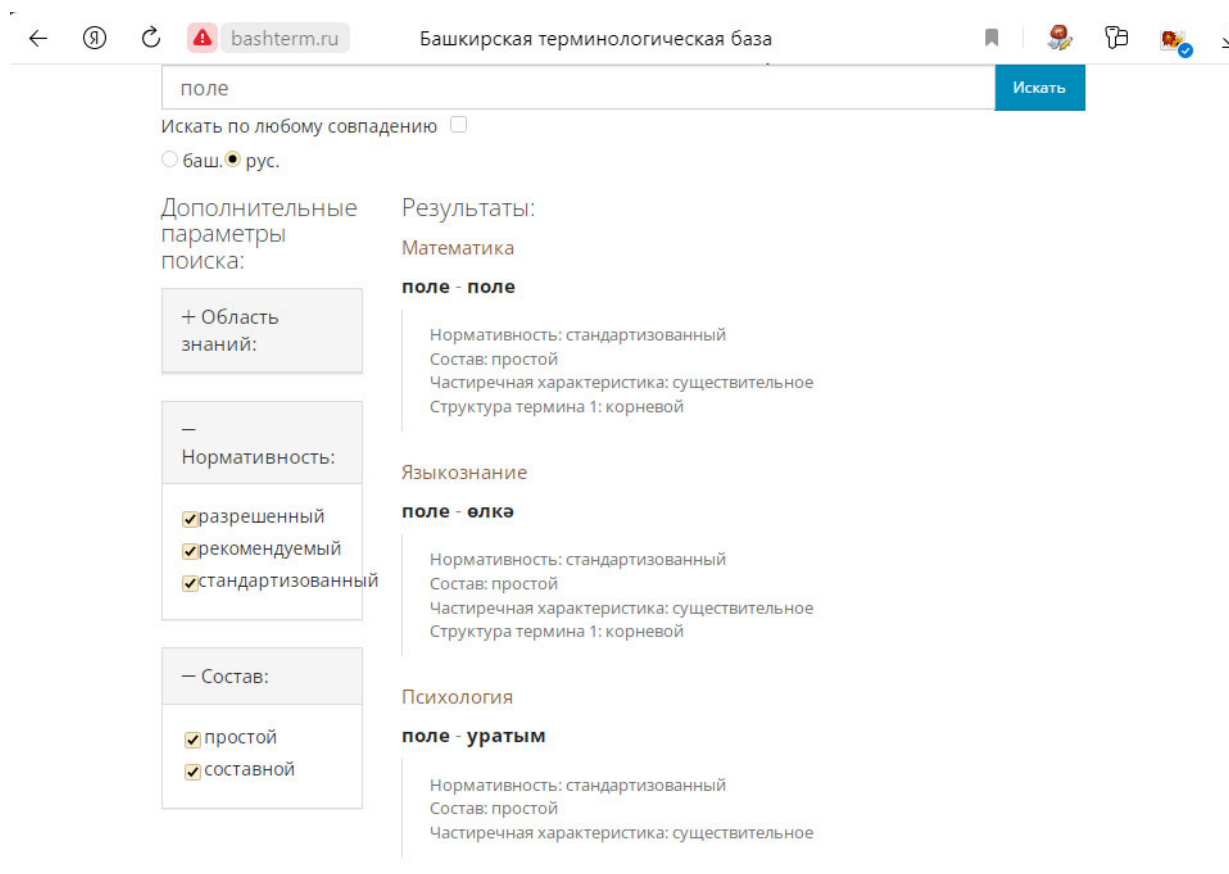 bashterm.ru Башкирская терминологическая база
поле Искать
Искать по любому совпадению
баш. рус.
Дополнительные
параметры
поиска:
+ Область
знаний:
—
Нормативность:
разрешенный
рекомендуемый
стандартизованный
— Состав:
простой
составной
Результаты:
Математика
поле - поле
Нормативность: стандартизованный
Состав: простой
Частиречная характеристика: существительное
Структура термина 1: корневой
Языкознание
поле - өлкә
Нормативность: стандартизованный
Состав: простой
Частиречная характеристика: существительное
Структура термина 1: корневой
Психология
поле - уратым
Нормативность: стандартизованный
Состав: простой
Частиречная характеристика: существительное